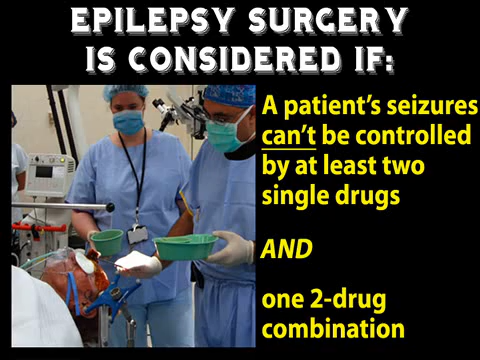 EPILEPSY SURGERY
IS CONSIDERED IF:
A patient's seizures
can't be controlled
by at least two
single drugs
AND
one 2-drug
combination